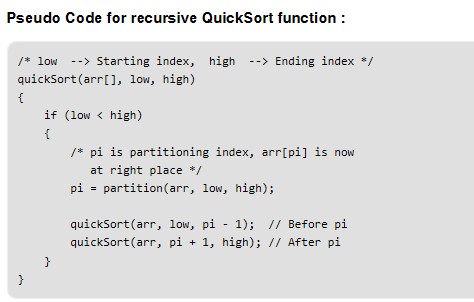 Pseudo Code for recursive QuickSort function :
/* low  --> Starting index,  high  --> Ending index */
quickSort(arr[], low, high)
{
    if (low < high)
    {
        /* pi is partitioning index, arr[pi] is now
           at right place */
        pi = partition(arr, low, high);

        quickSort(arr, low, pi - 1);  // Before pi
        quickSort(arr, pi + 1, high); // After pi
    }
}